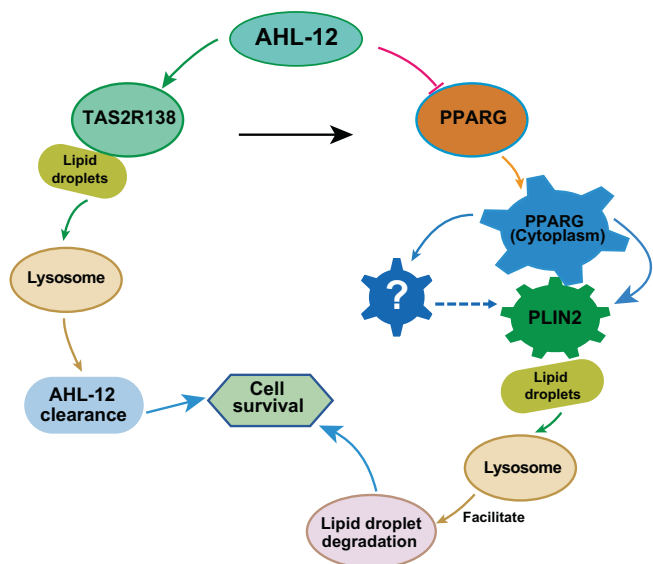 AHL-12
TAS2R138
PPARG
Lipid
droplets
PPARG
(Cytoplasm)
Lysosome
?
PLIN2
AHL-12
clearance
Cell
survival
Lipid
droplets
Lysosome
Facilitate
Lipid droplet
degradation